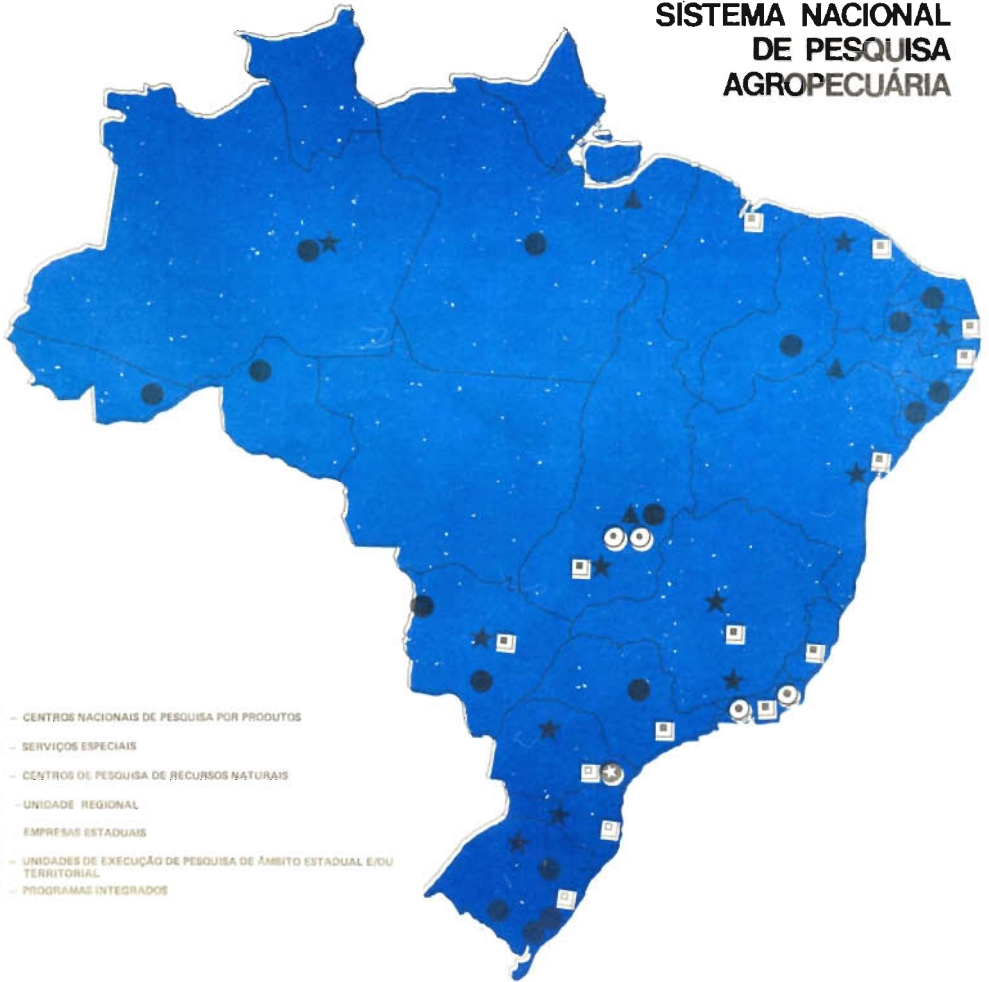 SISTEMA NACIONAL
DE PESQUISA
AGROPECUÁRIA
- CENTROS NACIONAIS DE PESQUISA POR PRODUTOS
- SERVIÇOS ESPECIAIS
- CENTROS DE PESQUISA DE RECURSOS NATURAIS
- UNIDADE REGIONAL
EMPRESAS ESTADUAIS
- UNIDADES DE EXECUÇÃO DE PESQUISA DE ÂMBITO ESTADUAL E/OU
TERRITORIAL
- PROGRAMAS INTEGRADOS